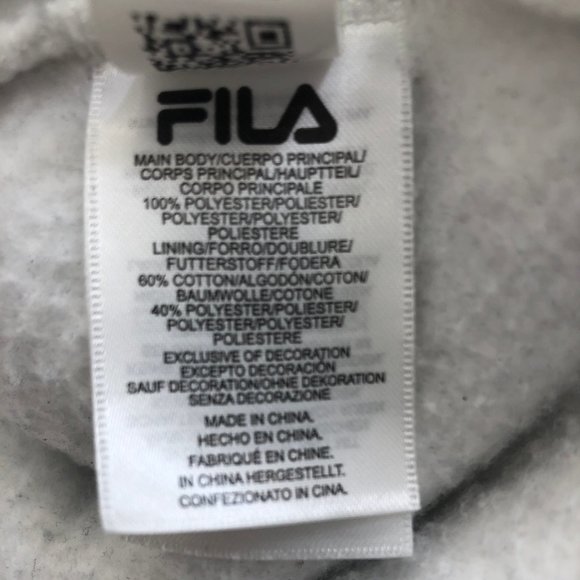 FILA
MAIN BODY/CUERPO PRINCIPAL/
CORPS PRINCIPAL/HAUPTTEIL/
CORPO PRINCIPALE
100% POLYESTER/POLIESTER/
POLYESTER/POLYESTER/
POLIESTERE
LINING/FORRO/DOUBLURE/
FUTTERSTOFF/FODERA
60% COTTON/ALGODÓN/COTON/
BAUMWOLLE/COTONE
40% POLYESTER/POLIESTER/
POLYESTER/POLYESTER/
POLIESTERE
EXCLUSIVE OF DECORATION
EXCEPTO DECORACIÓN
SAUF DECORATION/OHNE DEKORATION
SENZA DECORAZIONE
MADE IN CHINA.
HECHO EN CHINA.
FABRIQUÉ EN CHINE.
IN CHINA HERGESTELLT.
CONFEZIONATO IN CINA.